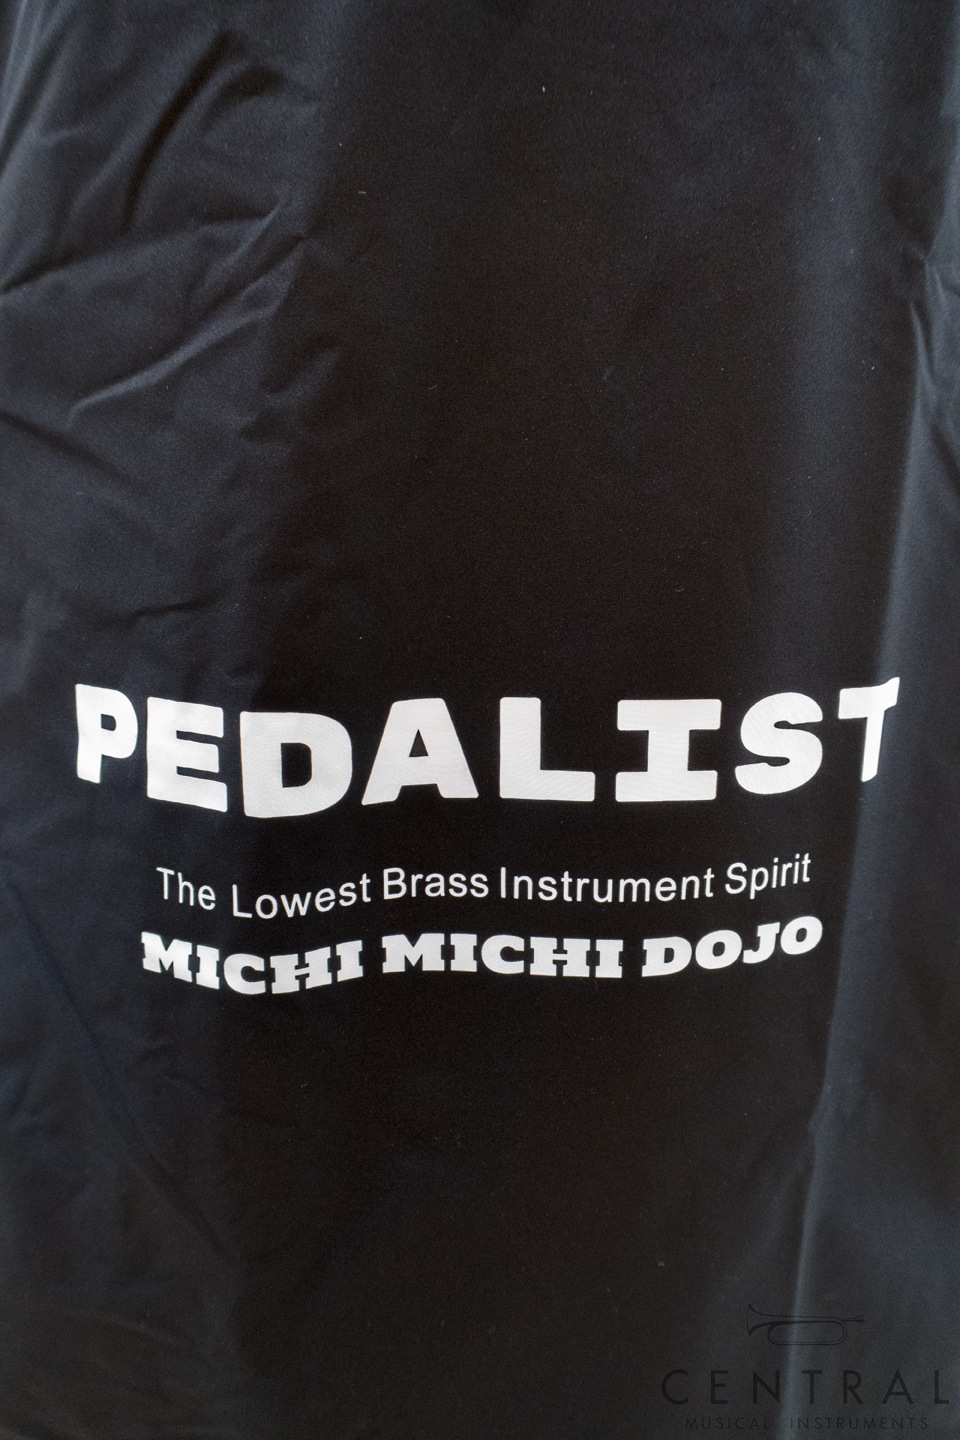 PEDALIST
The Lowest Brass Instrument Spirit
MICHI MICHI DOJO
CENTRAL
MUSICAL INSTRUMENTS